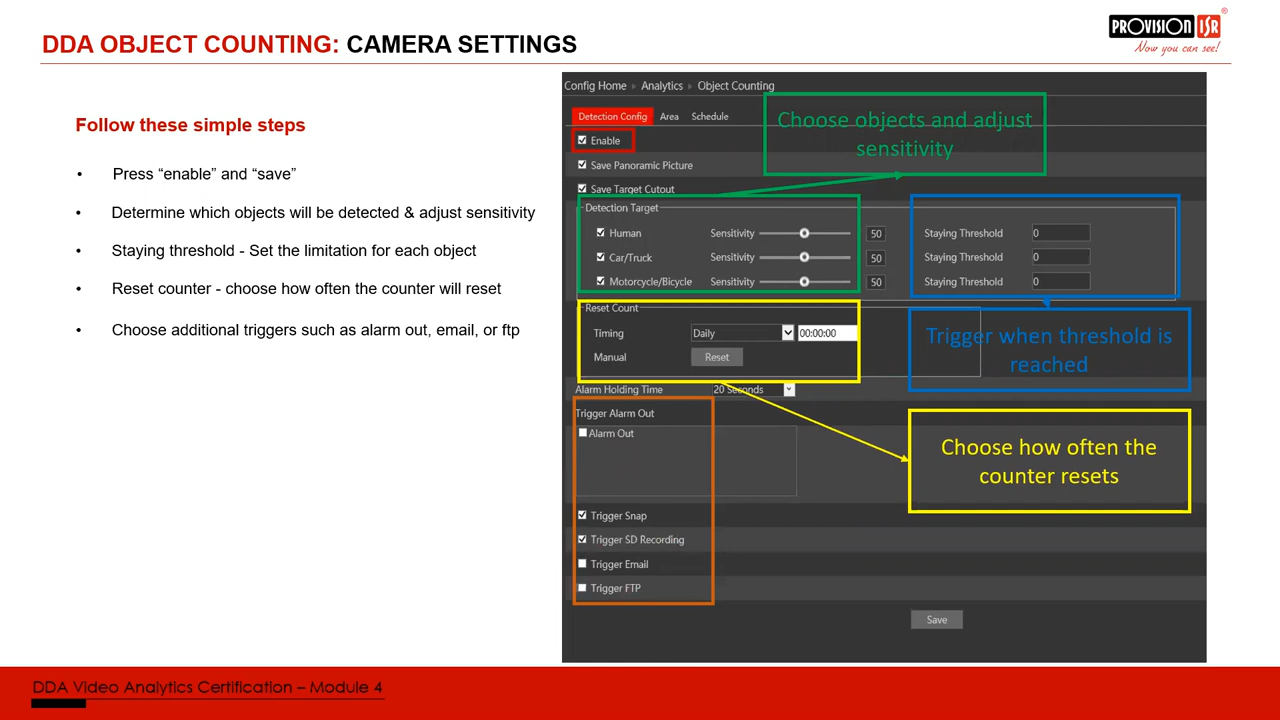 DDA OBJECT COUNTING: CAMERA SETTINGS
PROVISION ISR ®
Now you can see!
Follow these simple steps
• Press “enable” and “save”
• Determine which objects will be detected & adjust sensitivity
• Staying threshold - Set the limitation for each object
• Reset counter - choose how often the counter will reset
• Choose additional triggers such as alarm out, email, or ftp
Config Home ▸ Analytics ▸ Object Counting
Detection Config Area Schedule
Choose objects and adjust
sensitivity
Enable
Save Panoramic Picture
Save Target Cutout
Detection Target
Human Sensitivity 50 Staying Threshold 0
Car/Truck Sensitivity 50 Staying Threshold 0
Motorcycle/Bicycle Sensitivity 50 Staying Threshold 0
Reset Count
Timing Daily 00:00:00
Manual Reset
Trigger when threshold is
reached
Alarm Holding Time 20 Seconds
Trigger Alarm Out
Alarm Out
Choose how often the
counter resets
Trigger Snap
Trigger SD Recording
Trigger Email
Trigger FTP
Save
DDA Video Analytics Certification – Module 4